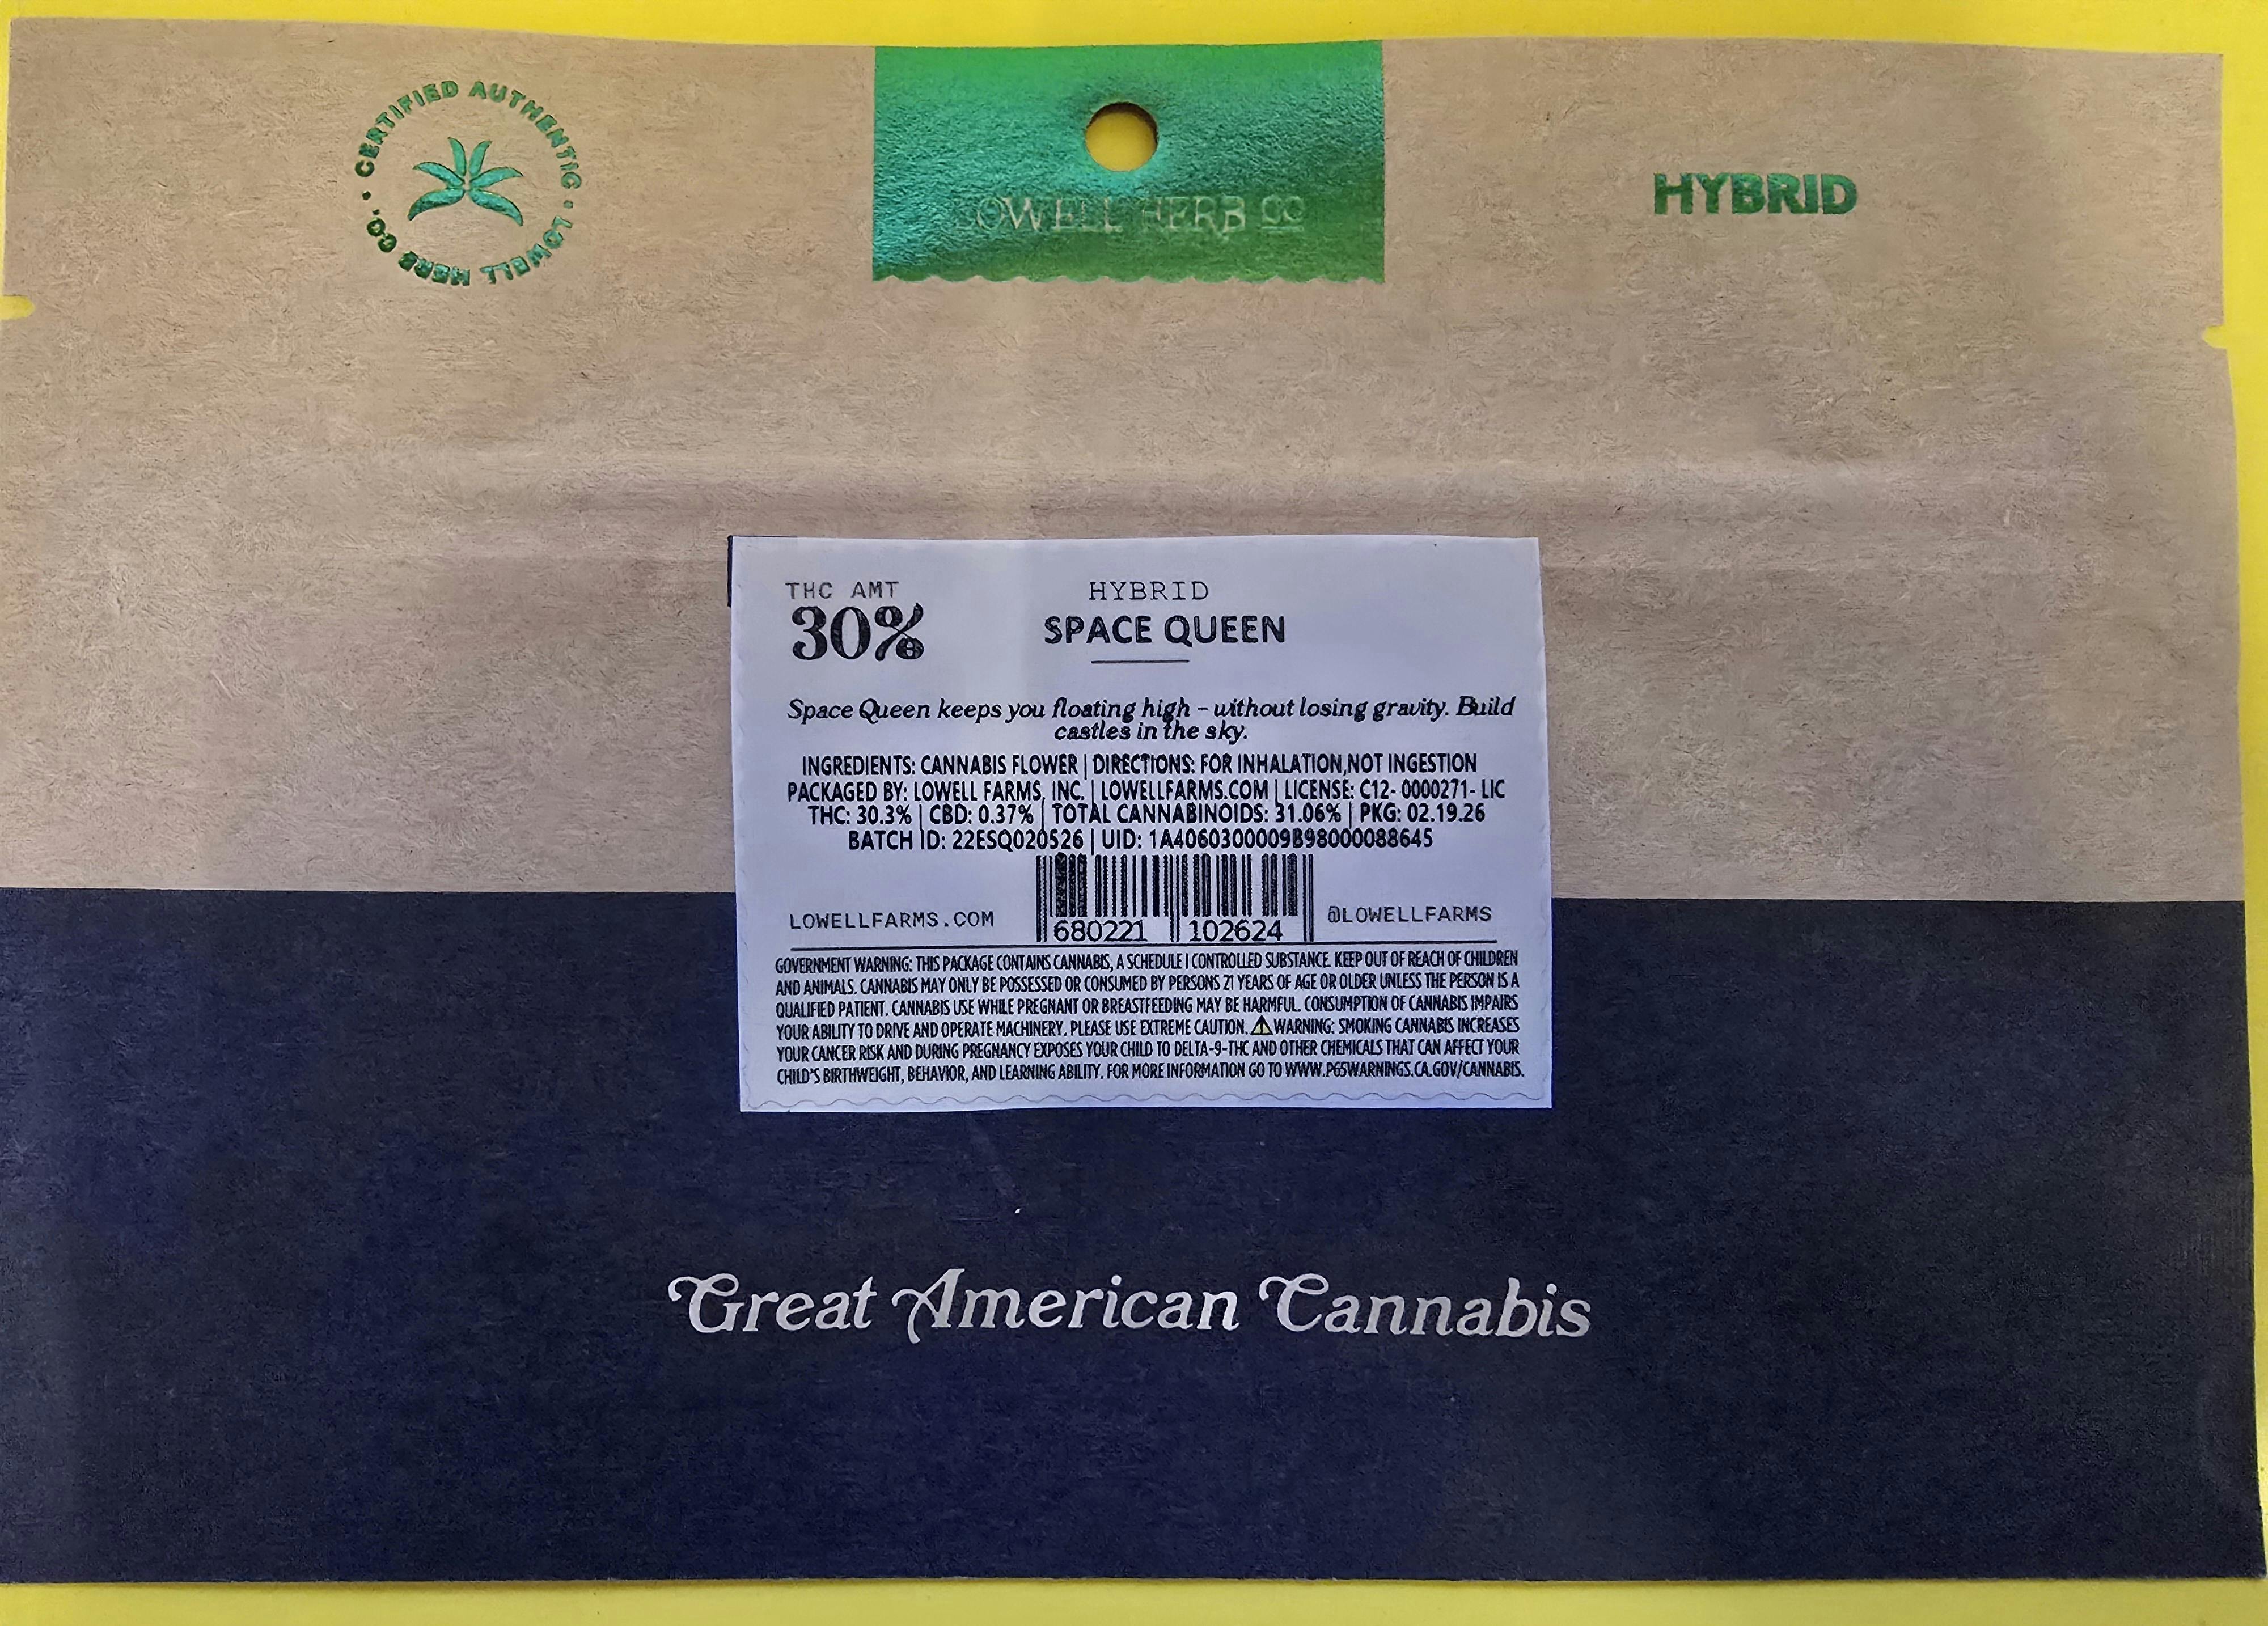 CERTIFIED AUTHENTIC • LOWELL HERB CO. •
LOWELL HERB CO
HYBRID
THC AMT
30%
HYBRID
SPACE QUEEN
Space Queen keeps you floating high - without losing gravity. Build
castles in the sky.
INGREDIENTS: CANNABIS FLOWER | DIRECTIONS: FOR INHALATION,NOT INGESTION
PACKAGED BY: LOWELL FARMS, INC. | LOWELLFARMS.COM | LICENSE: C12- 0000271- LIC
THC: 30.3% | CBD: 0.37% | TOTAL CANNABINOIDS: 31.06% | PKG: 02.19.26
BATCH ID: 22ESQ020526 | UID: 1A4060300009B98000088645
LOWELLFARMS.COM
680221 102624
@LOWELLFARMS
GOVERNMENT WARNING: THIS PACKAGE CONTAINS CANNABIS, A SCHEDULE I CONTROLLED SUBSTANCE. KEEP OUT OF REACH OF CHILDREN
AND ANIMALS. CANNABIS MAY ONLY BE POSSESSED OR CONSUMED BY PERSONS 21 YEARS OF AGE OR OLDER UNLESS THE PERSON IS A
QUALIFIED PATIENT. CANNABIS USE WHILE PREGNANT OR BREASTFEEDING MAY BE HARMFUL. CONSUMPTION OF CANNABIS IMPAIRS
YOUR ABILITY TO DRIVE AND OPERATE MACHINERY. PLEASE USE EXTREME CAUTION. ⚠ WARNING: SMOKING CANNABIS INCREASES
YOUR CANCER RISK AND DURING PREGNANCY EXPOSES YOUR CHILD TO DELTA-9-THC AND OTHER CHEMICALS THAT CAN AFFECT YOUR
CHILD'S BIRTHWEIGHT, BEHAVIOR, AND LEARNING ABILITY. FOR MORE INFORMATION GO TO WWW.P65WARNINGS.CA.GOV/CANNABIS.
Great American Cannabis